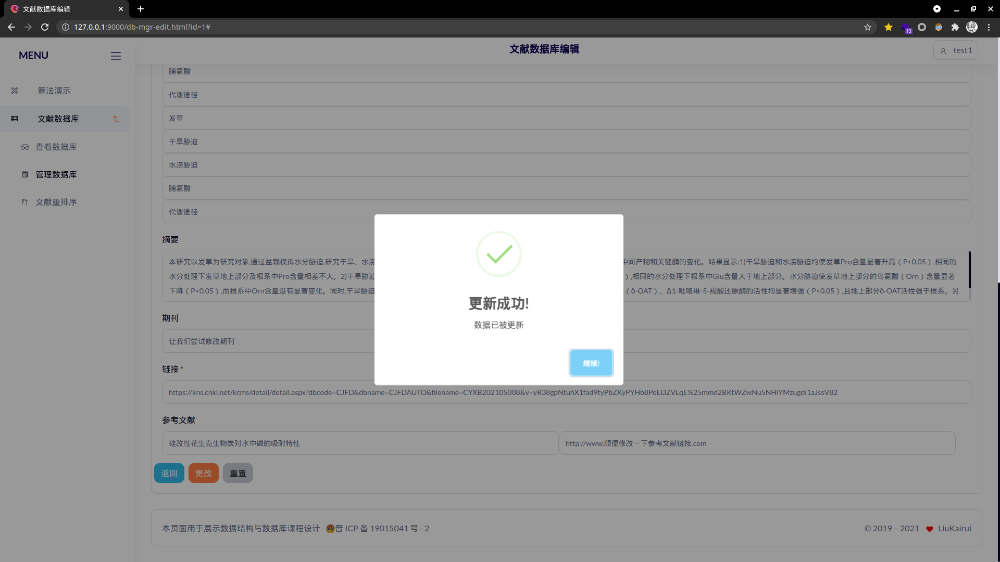 文献数据库编辑
127.0.0.1:9000/db-mgr-edit.html?id=1#
13
MENU
文献数据库编辑
test1
算法演示
文献数据库
查看数据库
管理数据库
文献重排序
脯氨酸
代谢途径
发草
干旱胁迫
水涝胁迫
脯氨酸
代谢途径
摘要
本研究以发草为研究对象,通过盆栽模拟水分胁迫,研究干旱、水涝 中间产物和关键酶的变化。结果显示:1)干旱胁迫和水涝胁迫均使发草Pro含量显著升高（P<0.05）,相同的
水分处理下发草地上部分及根系中Pro含量相差不大。2)干旱胁迫 ）,相同的水分处理下根系中Glu含量大于地上部分。水分胁迫使发草地上部分的鸟氨酸（Orn）含量显著
下降（P<0.05）,而根系中Orn含量没有显著变化。同时,干旱胁迫 （δ-OAT）、Δ1-吡咯琳-5-羧酸还原酶的活性均显著增强（P<0.05）,且地上部分δ-OAT活性强于根系。另
更新成功!
数据已被更新
继续!
期刊
让我们尝试修改期刊
链接 *
https://kns.cnki.net/kcms/detail/detail.aspx?dbcode=CJFD&dbname=CJFDAUTO&filename=CYXB202105008&v=yR38gpNtuhX1fad9tyPbZKyPYHb8PeEDZVLqE%25mmd2BKtWZwNu5NHiYMzugdi1aJssV82
参考文献
硅改性花生壳生物炭对水中磷的吸附特性
http://www.顺便修改一下参考文献链接.com
返回
更改
重置
本页面用于展示数据结构与数据库课程设计 晋 ICP 备 19015041 号 - 2
© 2019 – 2021 LiuKairui